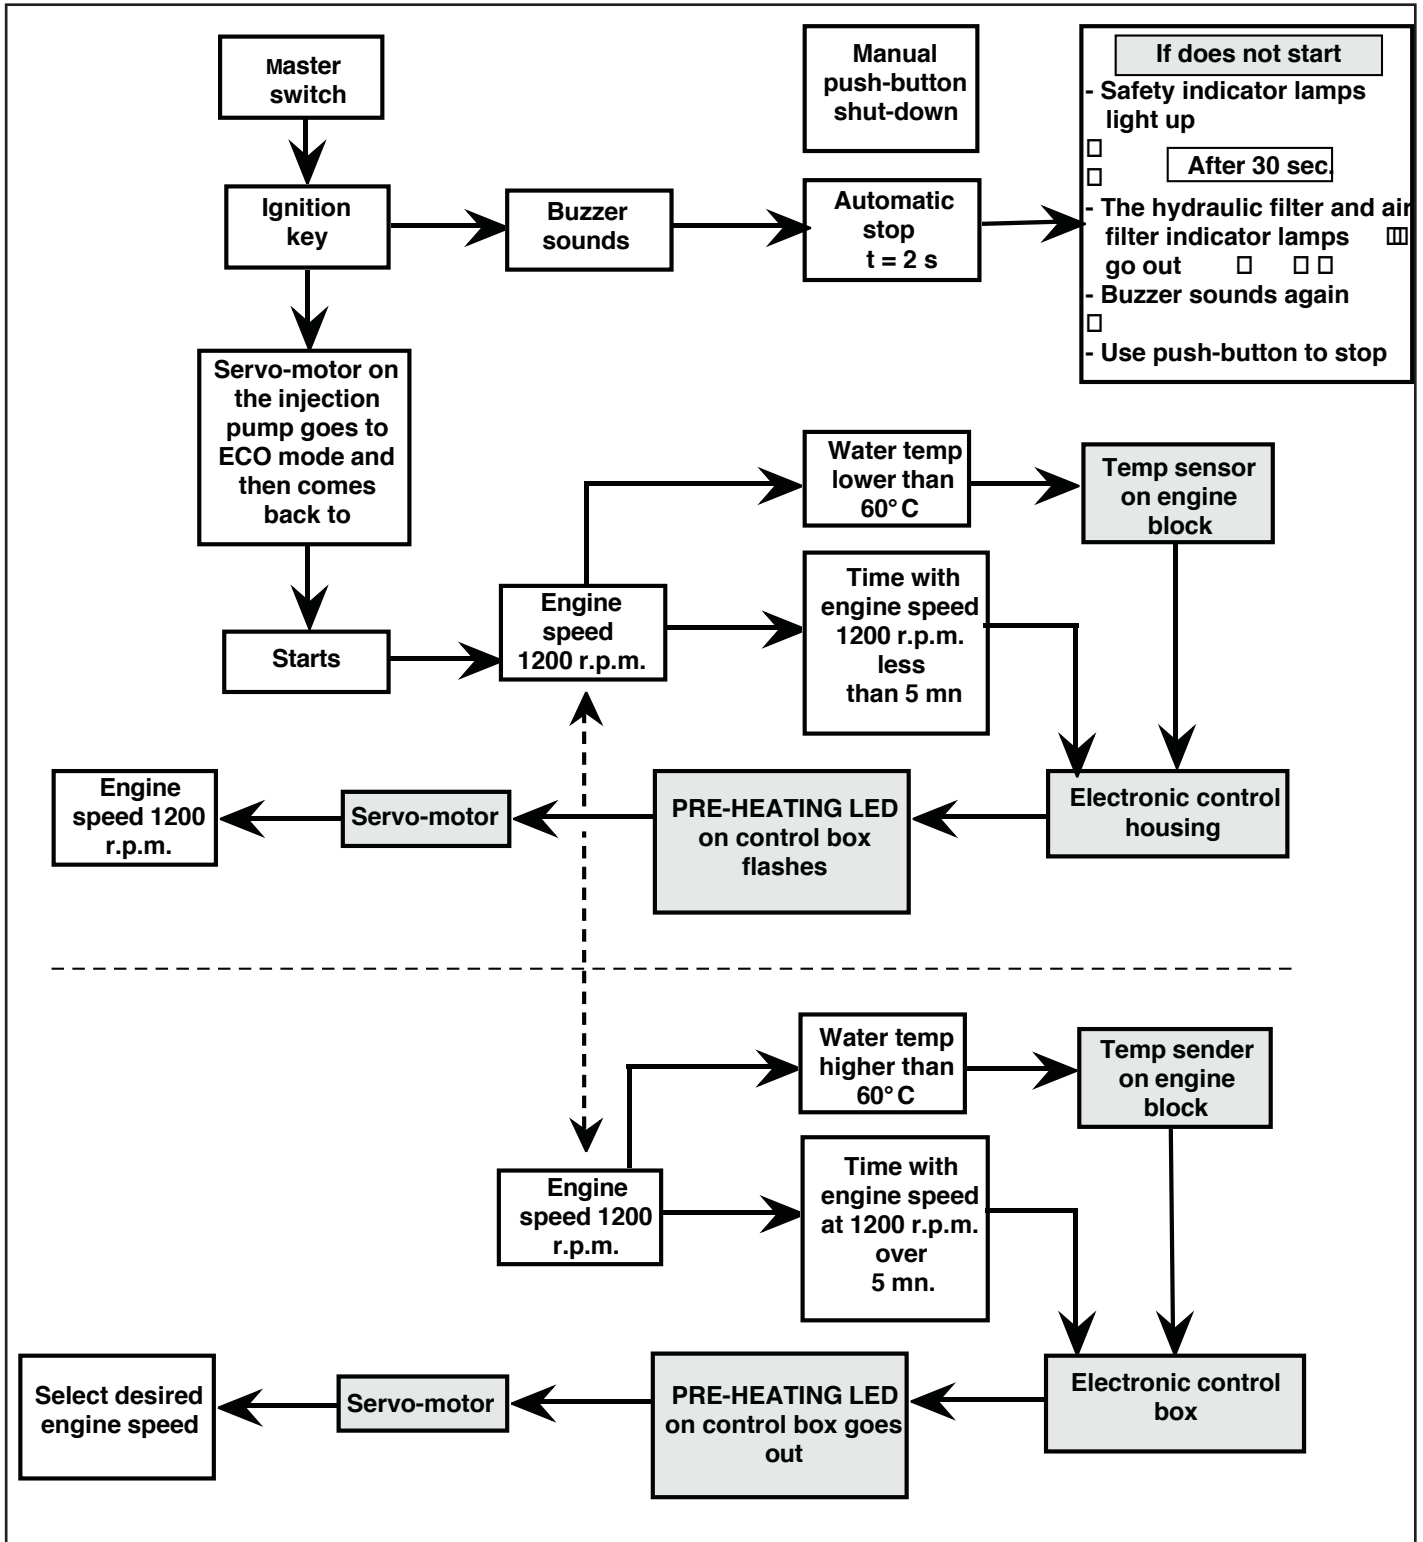 Master
switch
Manual
push-button
shut-down
If does not start
- Safety indicator lamps
light up
After 30 sec.
- The hydraulic filter and air
filter indicator lamps
go out
- Buzzer sounds again
- Use push-button to stop
Ignition
key
Buzzer
sounds
Automatic
stop
t = 2 s
Servo-motor on
the injection
pump goes to
ECO mode and
then comes
back to
Water temp
lower than
60° C
Temp sensor
on engine
block
Starts
Engine
speed
1200 r.p.m.
Time with
engine speed
1200 r.p.m.
less
than 5 mn
Engine
speed 1200
r.p.m.
Servo-motor
PRE-HEATING LED
on control box
flashes
Electronic control
housing
Water temp
higher than
60° C
Temp sender
on engine
block
Engine
speed 1200
r.p.m.
Time with
engine speed
at 1200 r.p.m.
over
5 mn.
Select desired
engine speed
Servo-motor
PRE-HEATING LED
on control box goes
out
Electronic control
box